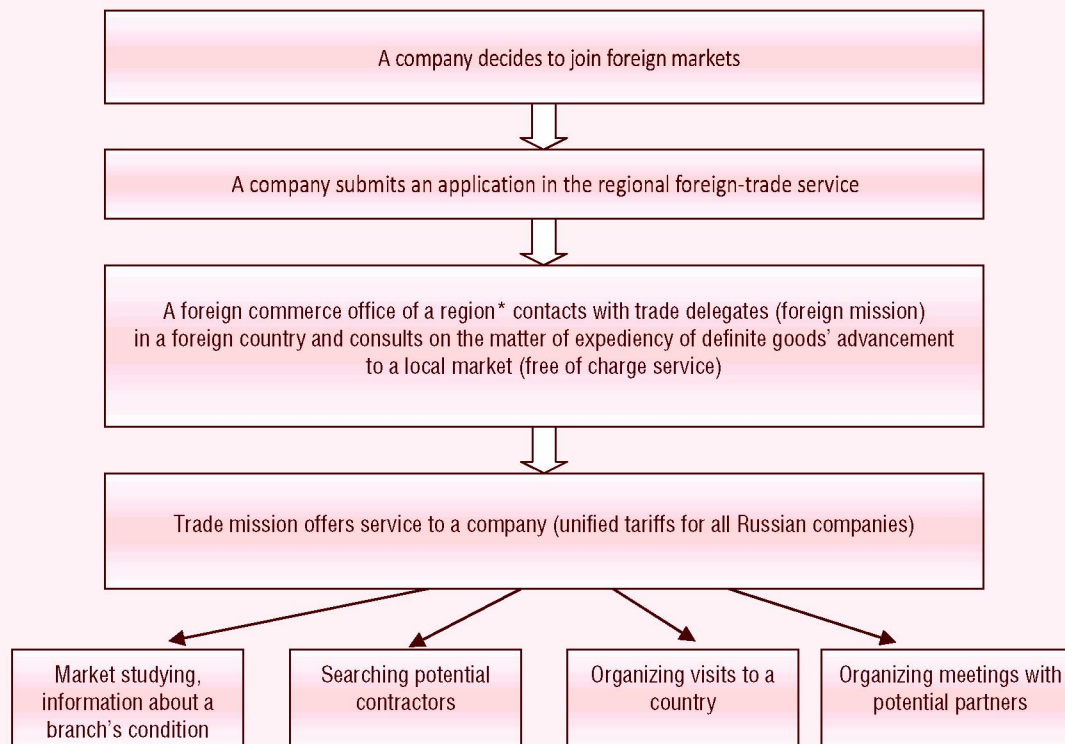 A company decides to join foreign markets
A company submits an application in the regional foreign-trade service
A foreign commerce office of a region* contacts with trade delegates (foreign mission)
in a foreign country and consults on the matter of expediency of definite goods’ advancement
to a local market (free of charge service)
Trade mission offers service to a company (unified tariffs for all Russian companies)
Market studying,
information about a
branch’s condition
Searching potential
contractors
Organizing visits to a
country
Organizing meetings with
potential partners